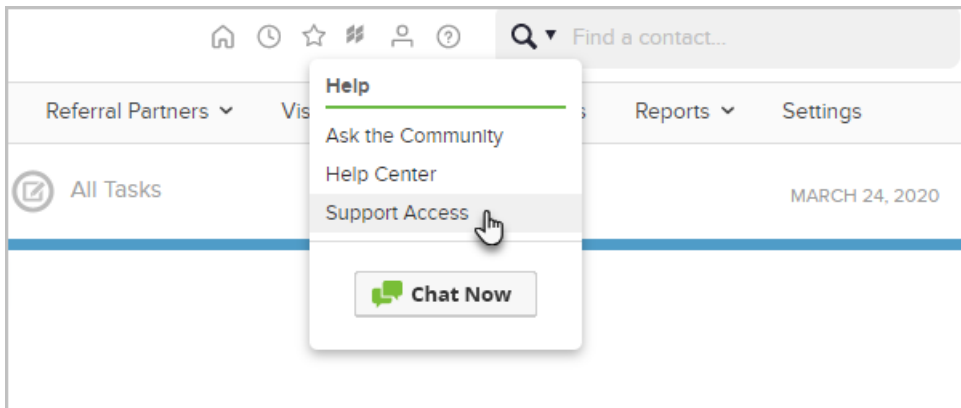 Find a contact...
Help
Referral Partners Vis s Reports Settings
Ask the Community
Help Center
Support Access
All Tasks
MARCH 24, 2020
Chat Now